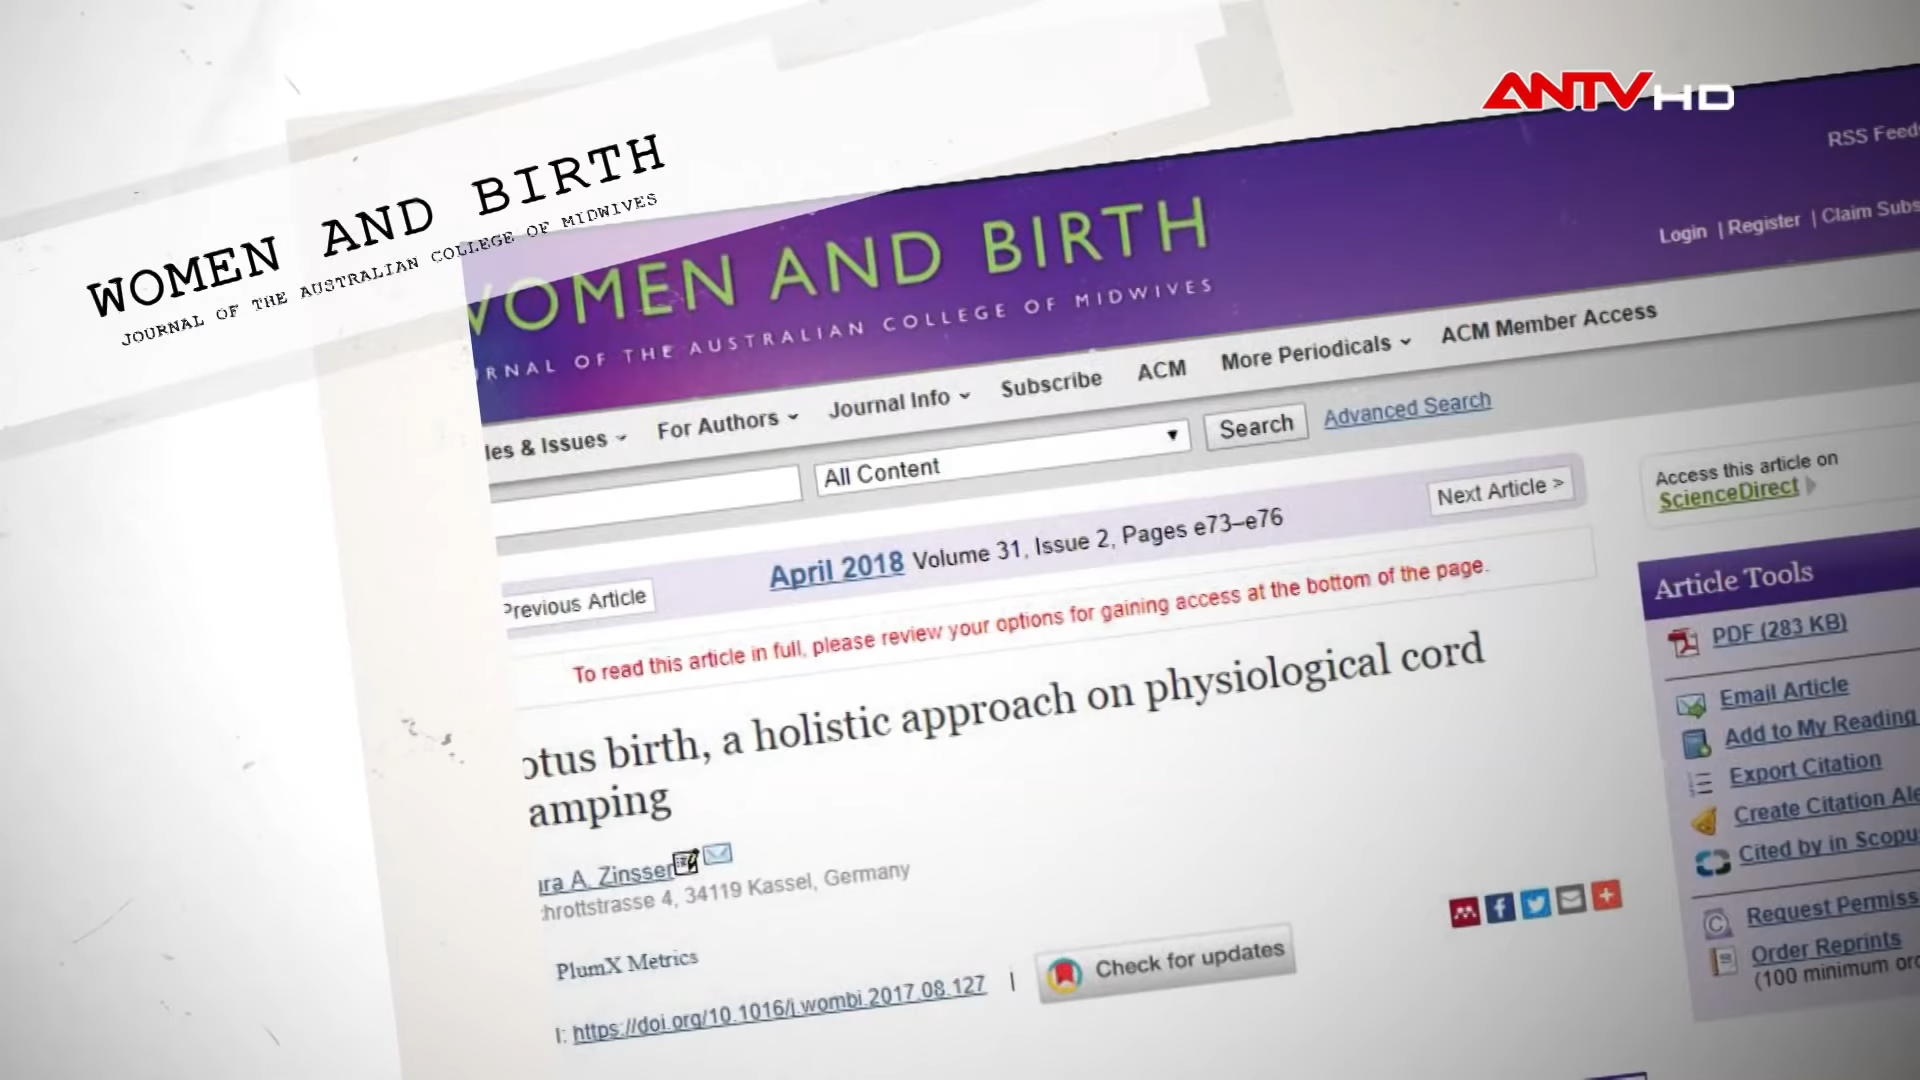 ANTV HD
WOMEN AND BIRTH
JOURNAL OF THE AUSTRALIAN COLLEGE OF MIDWIVES
RSS Feeds
Login | Register | Claim Subs
WOMEN AND BIRTH
RNAL OF THE AUSTRALIAN COLLEGE OF MIDWIVES
les & Issues For Authors Journal Info Subscribe ACM More Periodicals ACM Member Access
All Content Search Advanced Search
Previous Article April 2018 Volume 31, Issue 2, Pages e73–e76 Next Article >
To read this article in full, please review your options for gaining access at the bottom of the page.
otus birth, a holistic approach on physiological cord
amping
ura A. Zinsser
hrottstrasse 4, 34119 Kassel, Germany
PlumX Metrics
I: https://doi.org/10.1016/j.wombi.2017.08.127 | Check for updates
Access this article on
ScienceDirect
Article Tools
PDF (283 KB)
Email Article
Add to My Reading
Export Citation
Create Citation Ale
Cited by in Scopu
Request Permiss
Order Reprints
(100 minimum orc